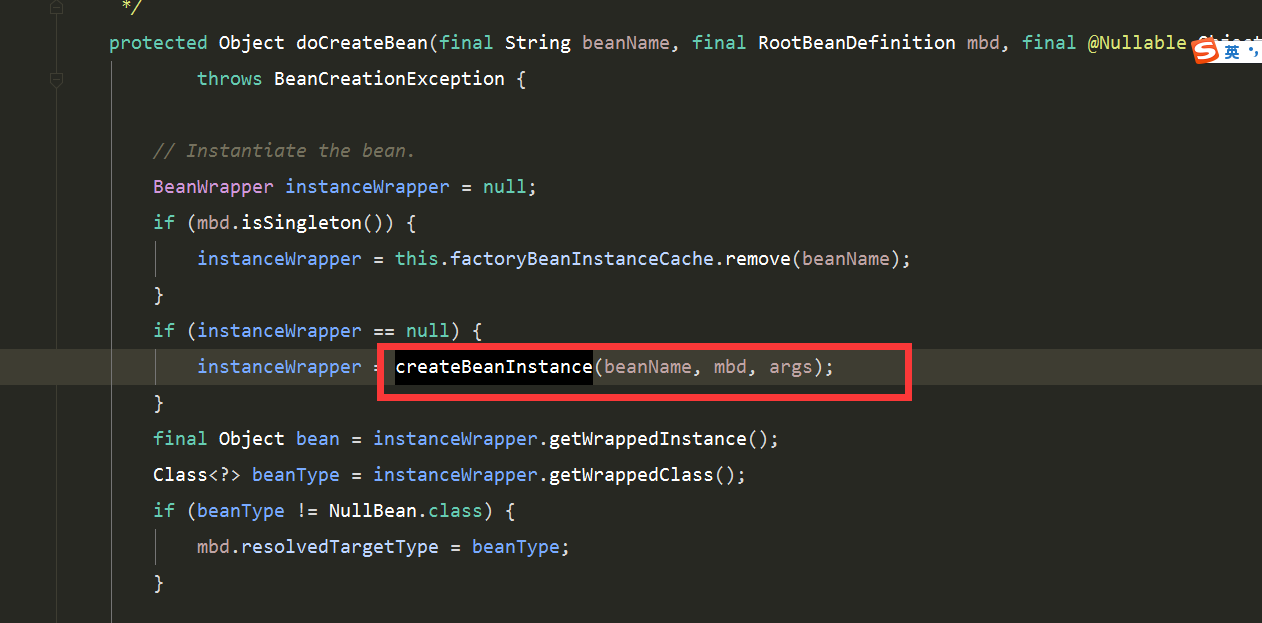 */
protected Object doCreateBean(final String beanName, final RootBeanDefinition mbd, final @Nullable
英
throws BeanCreationException {
// Instantiate the bean.
BeanWrapper instanceWrapper = null;
if (mbd.isSingleton()) {
instanceWrapper = this.factoryBeanInstanceCache.remove(beanName);
}
if (instanceWrapper == null) {
instanceWrapper = createBeanInstance(beanName, mbd, args);
}
final Object bean = instanceWrapper.getWrappedInstance();
Class<?> beanType = instanceWrapper.getWrappedClass();
if (beanType != NullBean.class) {
mbd.resolvedTargetType = beanType;
}